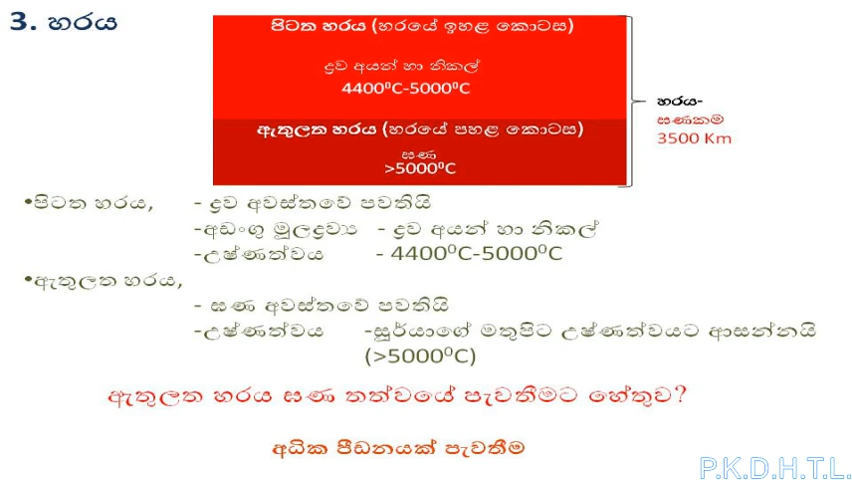 3. හරය
පිටත හරය (හරයේ ඉහළ කොටස)
ද්‍රව අයන් හා නිකල්
4400⁰C-5000⁰C
ඇතුලත හරය (හරයේ පහළ කොටස)
ඝණ
>5000⁰C
හරය-
ඝණකම
3500 Km
•පිටත හරය, - ද්‍රව අවස්තවේ පවතියි
-අඩංගු මූලද්‍රව්‍ය - ද්‍රව අයන් හා නිකල්
-උෂ්ණත්වය - 4400⁰C-5000⁰C
•ඇතුලත හරය,
- ඝණ අවස්තවේ පවතියි
-උෂ්ණත්වය -සූර්යාගේ මතුපිට උෂ්ණත්වයට ආසන්නයි
(>5000⁰C)
ඇතුලත හරය ඝණ තත්වයේ පැවතීමට හේතුව?
අධික පීඩනයක් පැවතීම
P.K.D.H.T.L.